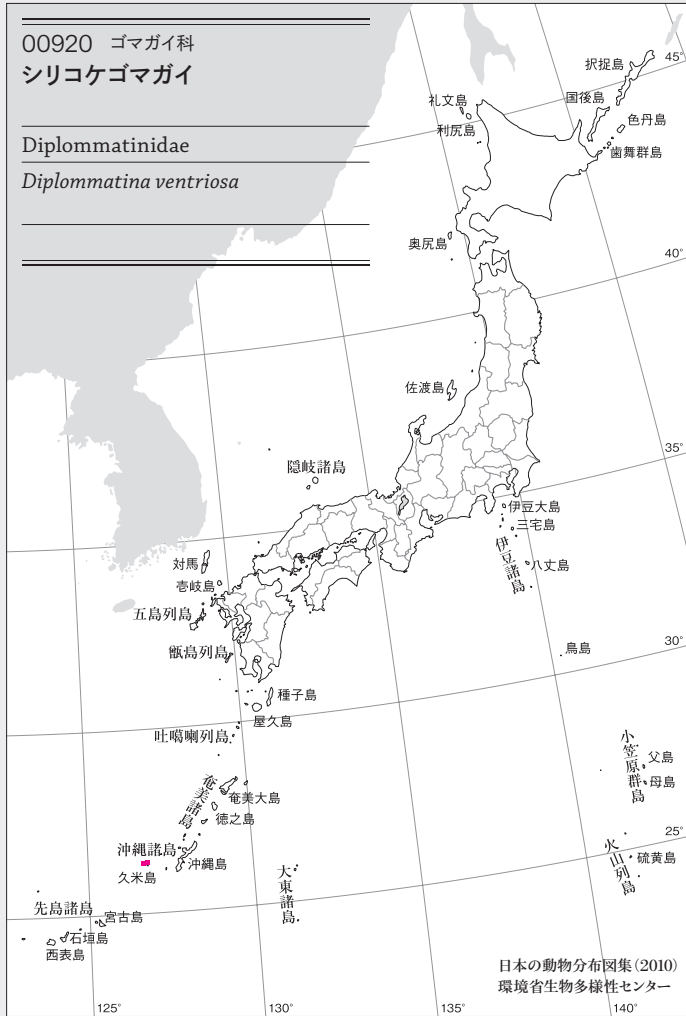 00920 ゴマガイ科
シリコケゴマガイ
Diplommatinidae
Diplommatina ventriosa
択捉島
45°
国後島
礼文島
色丹島
利尻島
歯舞群島
奥尻島
40°
佐渡島
35°
隠岐諸島
伊豆大島
三宅島
伊豆諸島
八丈島
対馬
壱岐島
五島列島
鳥島
30°
甑島列島
種子島
屋久島
吐噶喇列島
小笠原群島
父島
母島
奄美諸島
奄美大島
徳之島
25°
沖縄諸島
沖縄島
久米島
火山列島
硫黄島
大東諸島
先島諸島
宮古島
石垣島
西表島
日本の動物分布図集(2010)
環境省生物多様性センター
125°
130°
135°
140°